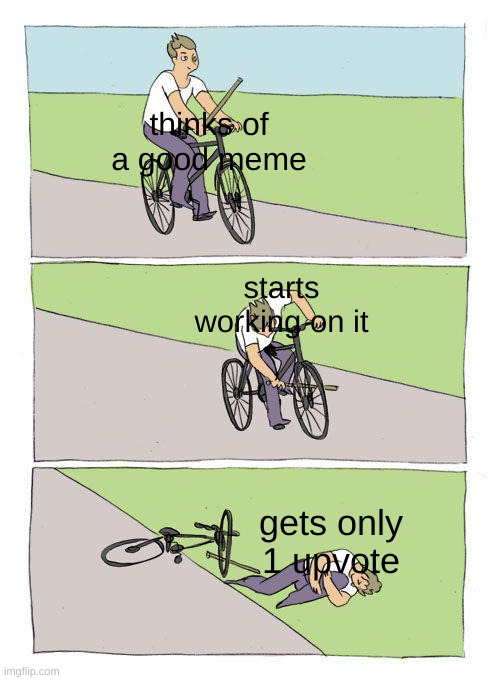 thinks of
a good meme
starts
working on it
gets only
1 upvote
imgflip.com